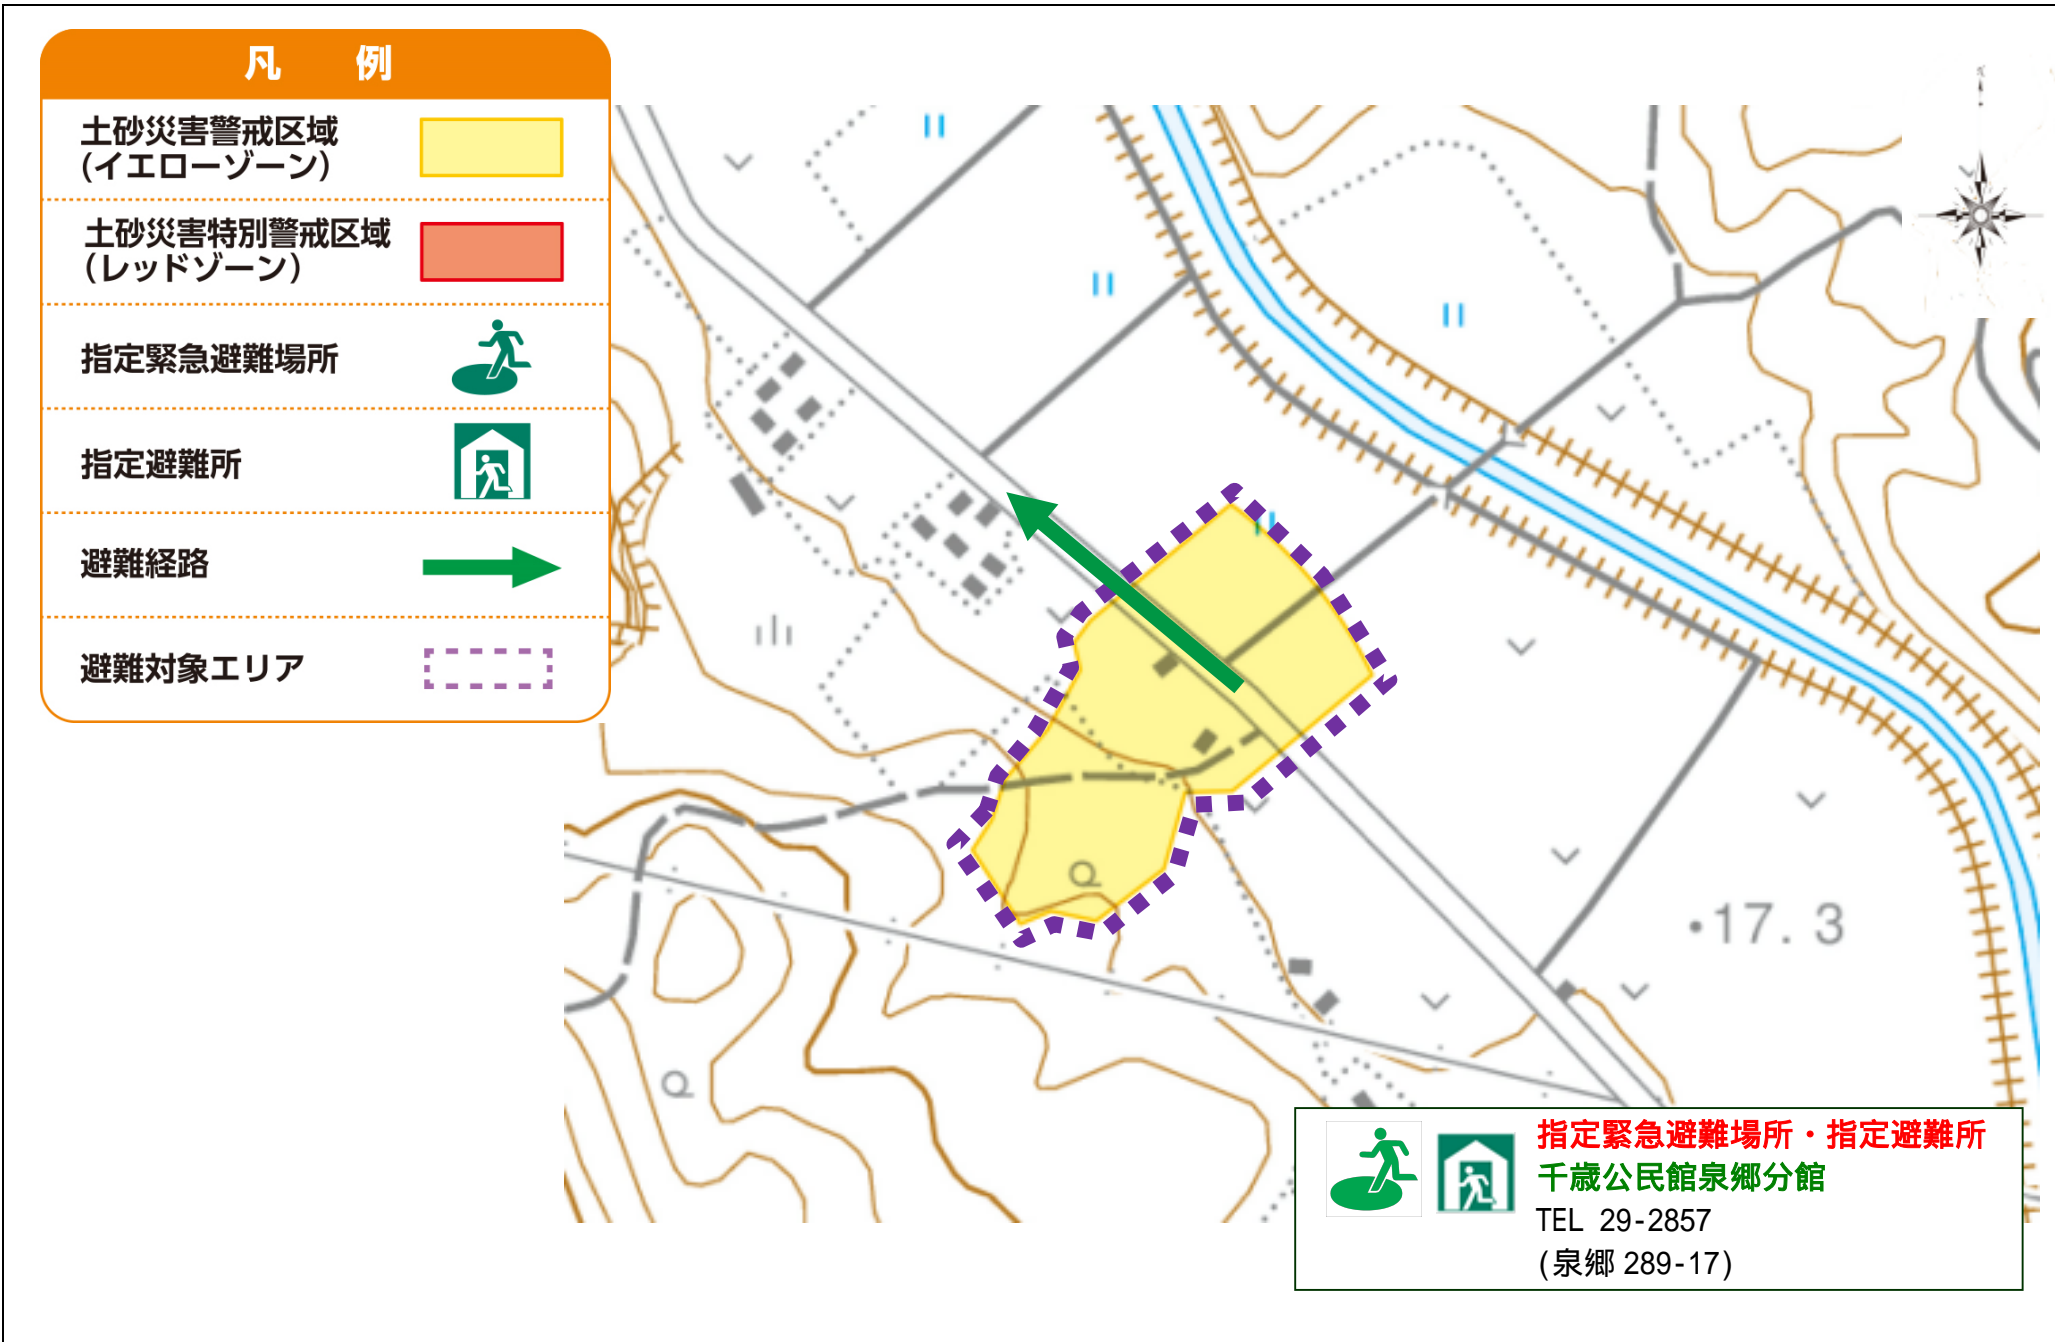 凡 例
土砂災害警戒区域
(イエローゾーン)
土砂災害特別警戒区域
(レッドゾーン)
指定緊急避難場所
指定避難所
避難経路
避難対象エリア
・17. 3
指定緊急避難場所・指定避難所
千歳公民館泉郷分館
TEL 29-2857
(泉郷 289-17)